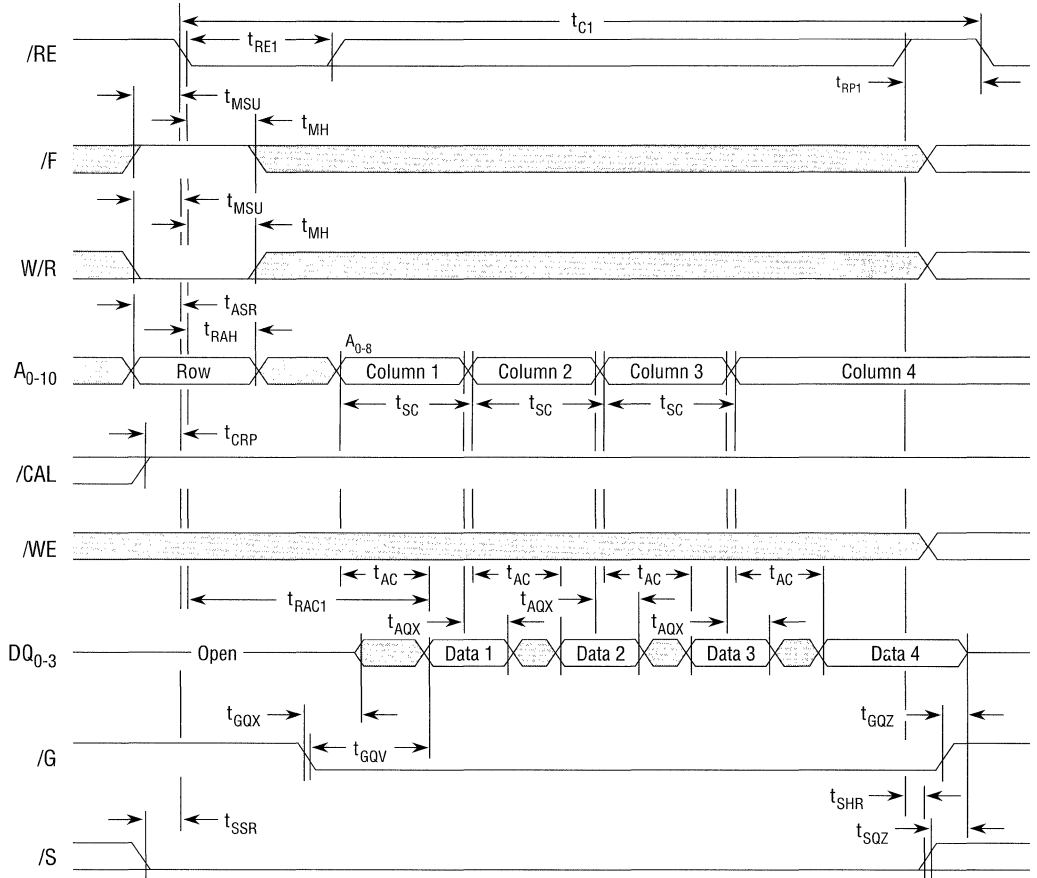 t_C1
/RE
t_RE1
t_RP1
t_MSU
t_MH
/F
t_MSU
t_MH
W/R
t_ASR
t_RAH
A_0-8
A_0-10 Row Column 1 Column 2 Column 3 Column 4
t_SC t_SC t_SC
t_CRP
/CAL
/WE
t_AC t_AC t_AC t_AC
t_RAC1
t_AQX t_AQX t_AQX
DQ_0-3 Open Data 1 Data 2 Data 3 Data 4
t_GQX t_GQZ
/G
t_GQV
t_SHR
t_SSR t_SQZ
/S